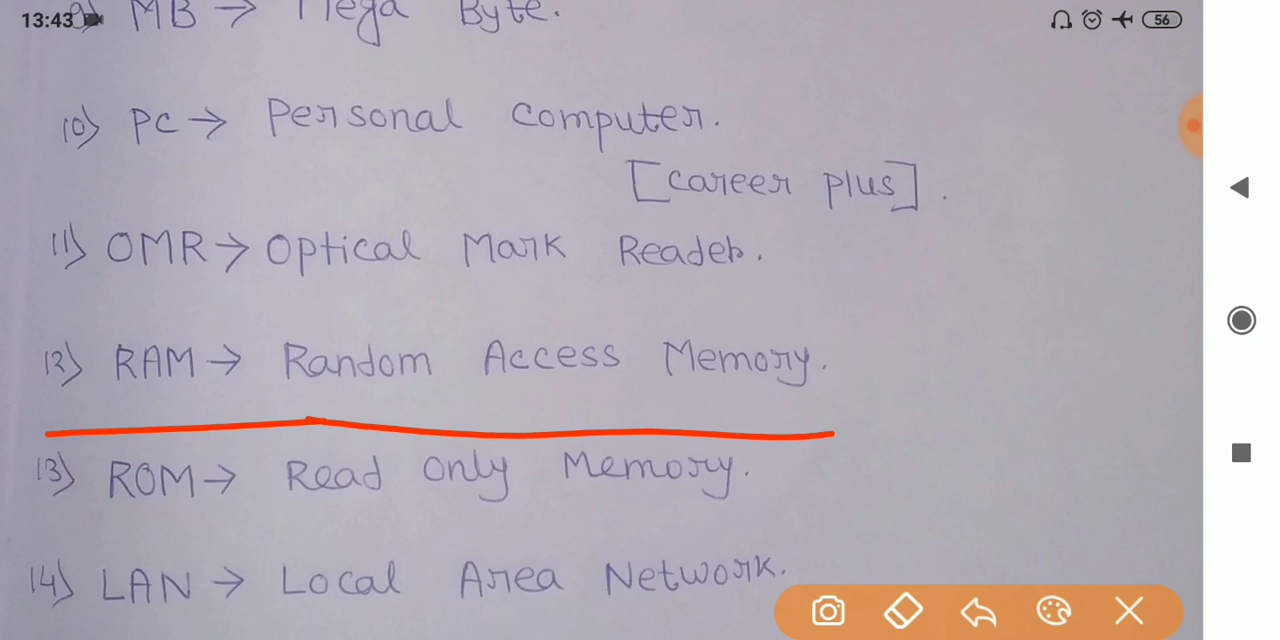 13:43
56
9) MB → Mega Byte.
10) PC → Personal Computer.
[career plus].
11) OMR → Optical Mark Reader.
12) RAM → Random Access Memory.
13) ROM → Read Only Memory.
14) LAN → Local Area Network.